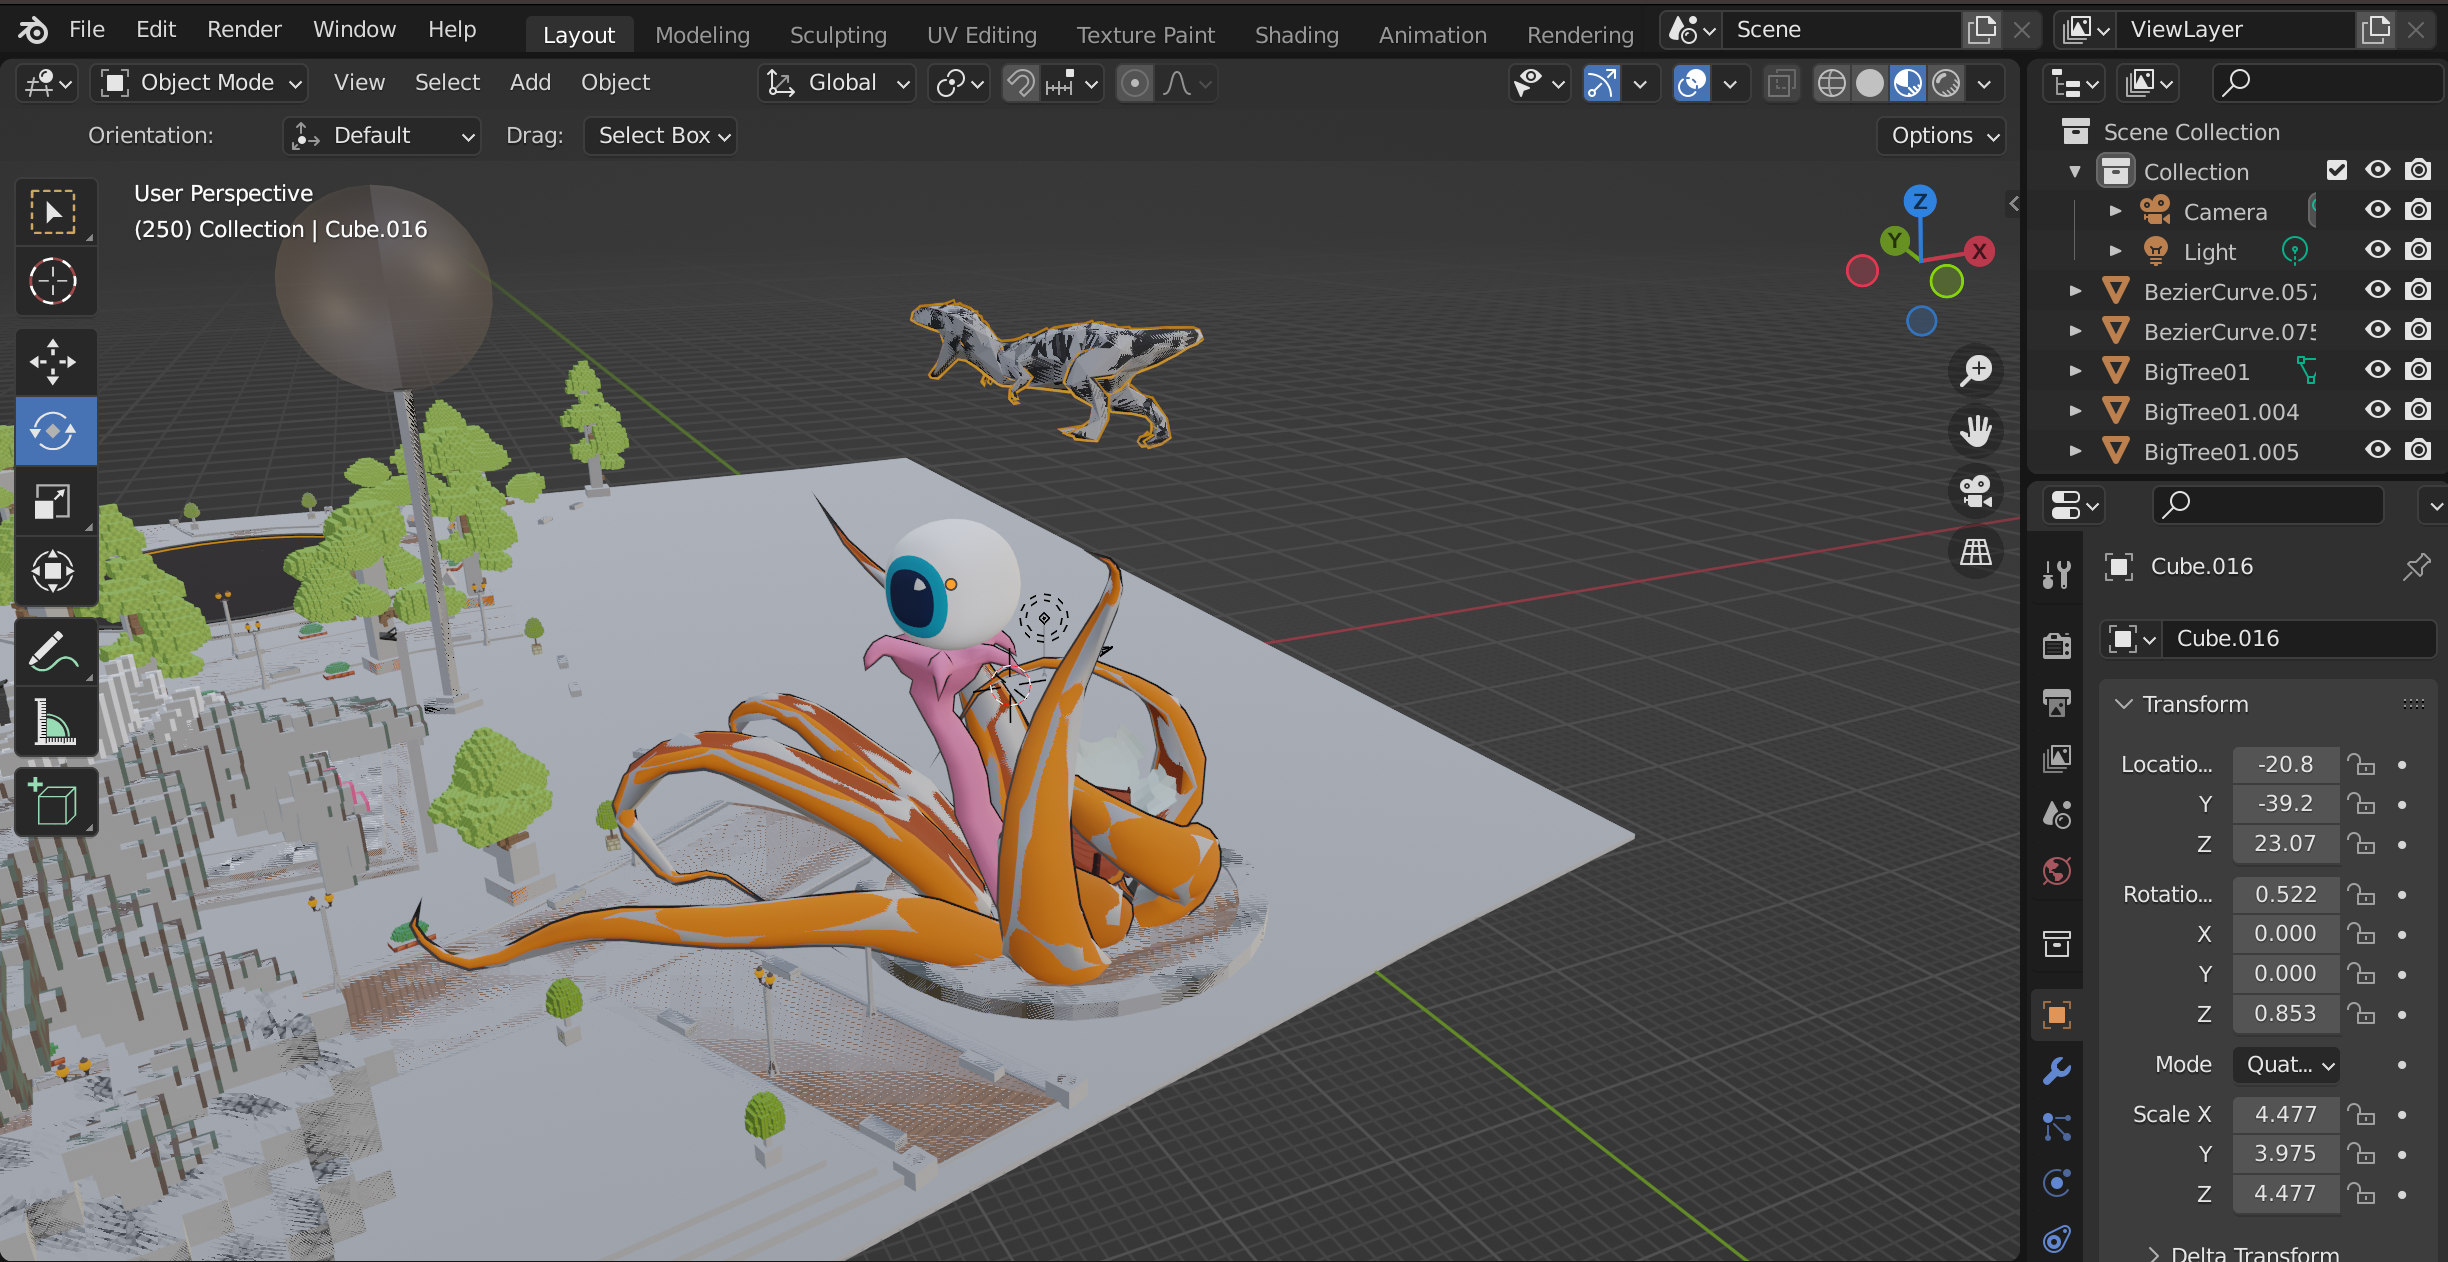 File Edit Render Window Help Layout Modeling Sculpting UV Editing Texture Paint Shading Animation Rendering Scene ViewLayer
Object Mode View Select Add Object Global
Orientation: Default Drag: Select Box Options
User Perspective
(250) Collection | Cube.016
Z
Y
X
Scene Collection
Collection
Camera
Light
BezierCurve.057
BezierCurve.075
BigTree01
BigTree01.004
BigTree01.005
Cube.016
Cube.016
Transform
Locatio... -20.8
Y -39.2
Z 23.07
Rotatio... 0.522
X 0.000
Y 0.000
Z 0.853
Mode Quat...
Scale X 4.477
Y 3.975
Z 4.477
Delta Transform